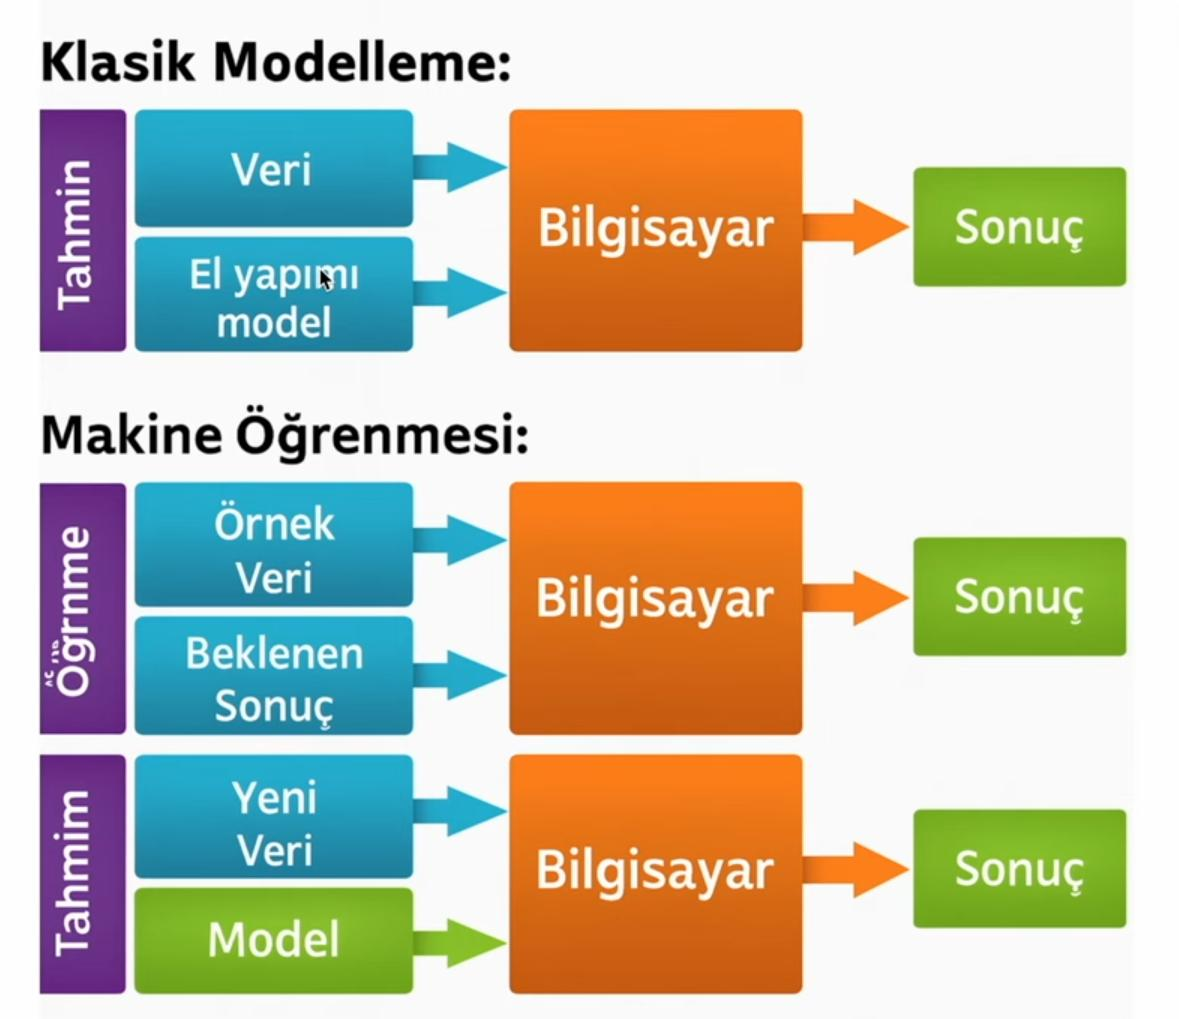 Klasik Modelleme:
Tahmin
Veri
El yapımı
model
Bilgisayar
Sonuç
Makine Öğrenmesi:
Öğrnme
Örnek
Veri
Beklenen
Sonuç
Bilgisayar
Sonuç
Tahmim
Yeni
Veri
Model
Bilgisayar
Sonuç